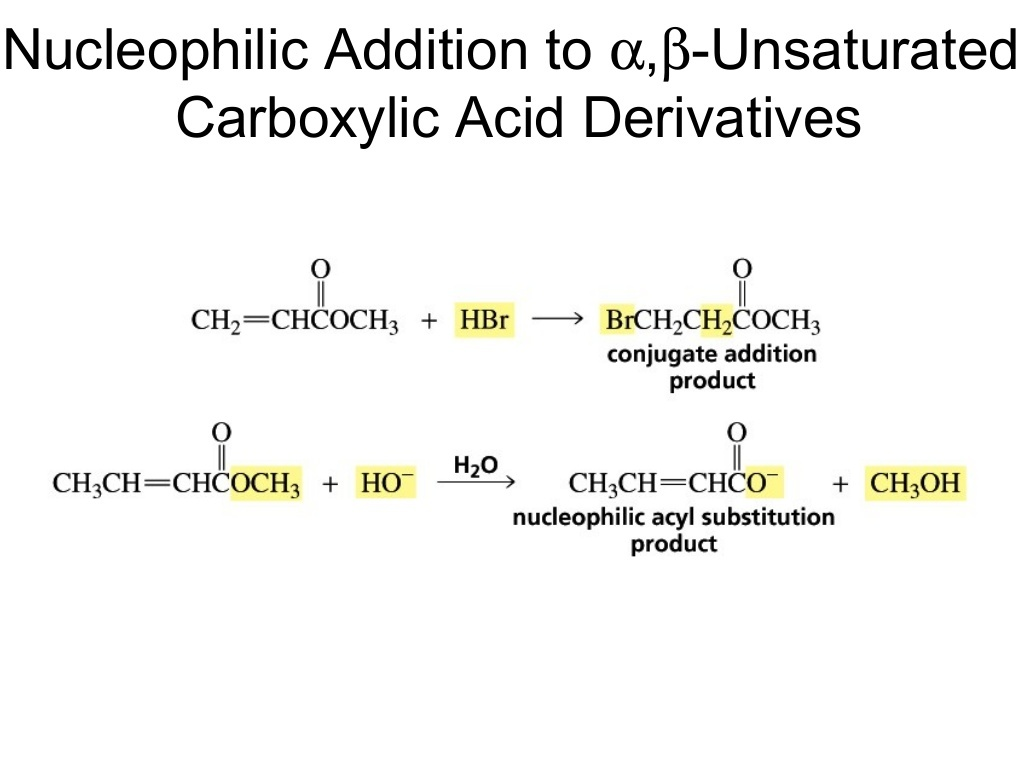 Nucleophilic Addition to α,β-Unsaturated
Carboxylic Acid Derivatives
O
||
CH₂=CHCOCH₃ + HBr ⟶ BrCH₂CH₂COCH₃
O
||
conjugate addition
product
O
||
CH₃CH=CHCOCH₃ + HO⁻ ⟶ CH₃CH=CHCO⁻ + CH₃OH
H₂O
O
||
nucleophilic acyl substitution
product